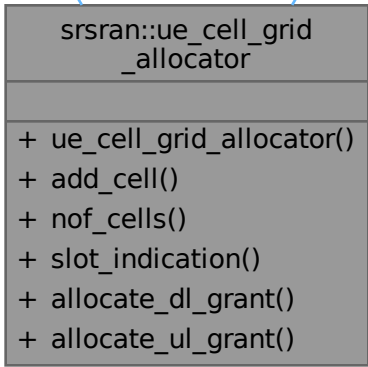 srsran::ue_cell_grid
_allocator
+ ue_cell_grid_allocator()
+ add_cell()
+ nof_cells()
+ slot_indication()
+ allocate_dl_grant()
+ allocate_ul_grant()